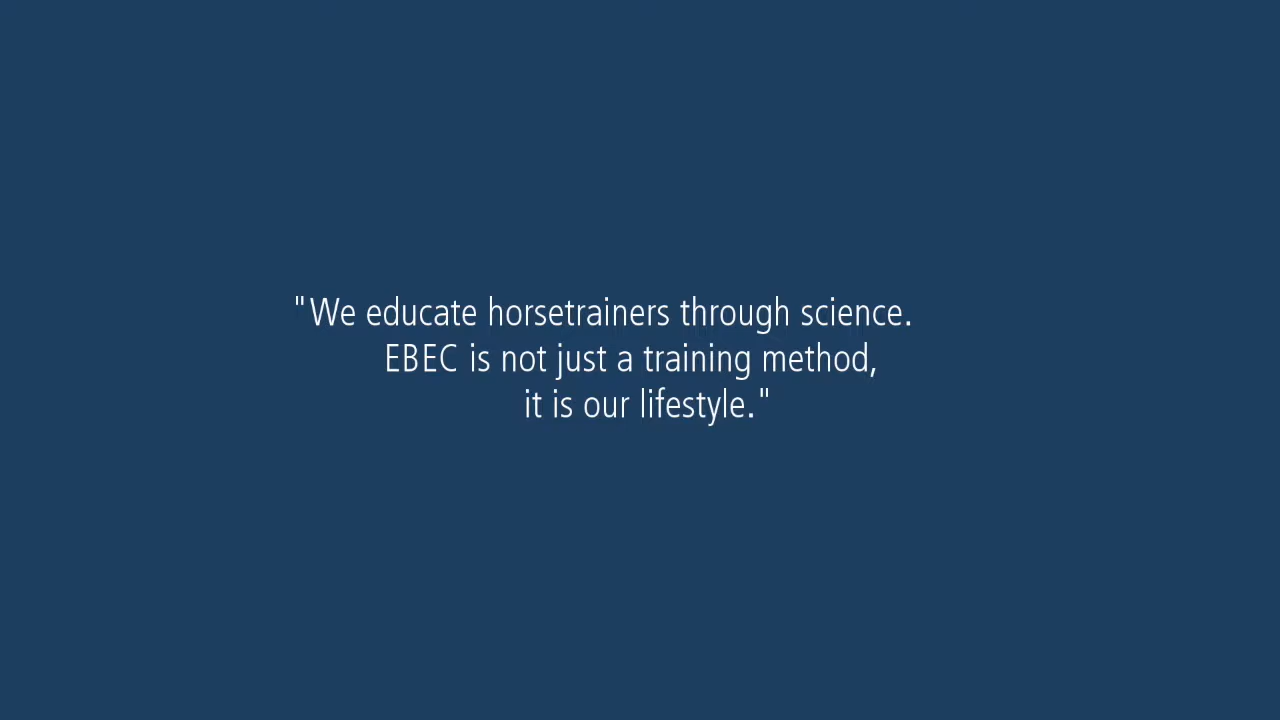 "We educate horsetrainers through science.
EBEC is not just a training method,
it is our lifestyle."